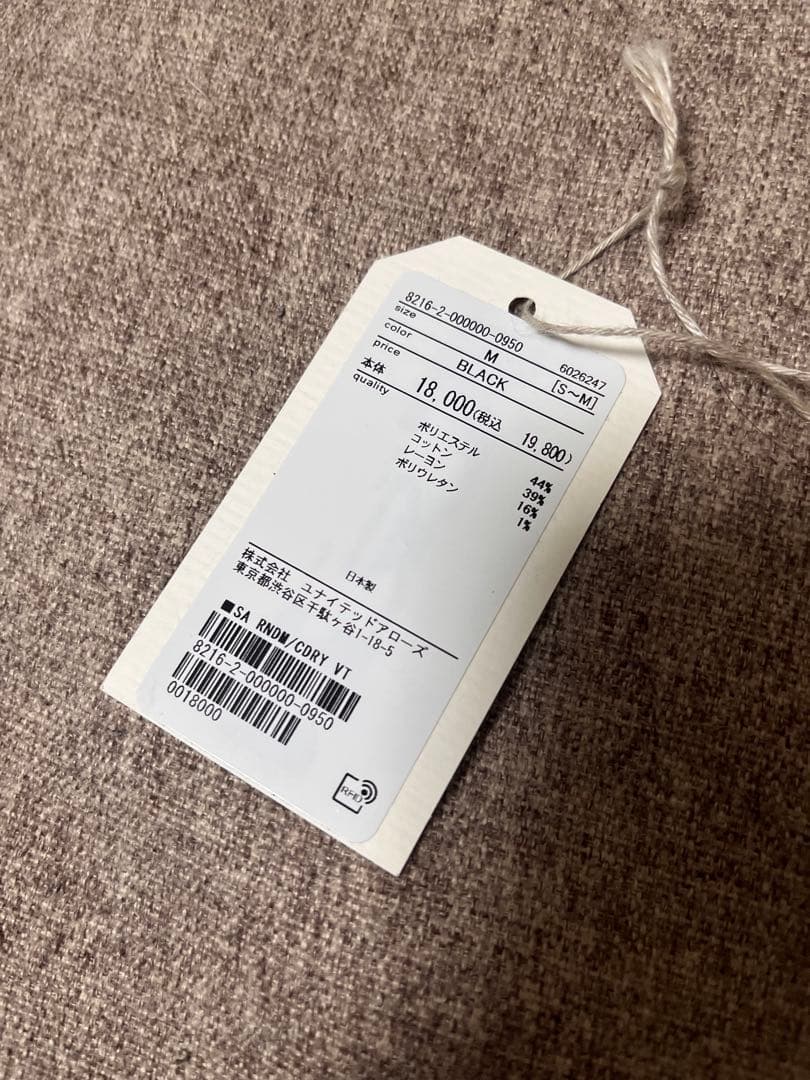 8216-2-000000-0950 6026247
size M [S~M]
color BLACK
price
本体 18,000(税込 19,800)
quality
ポリエステル 44%
コットン 39%
レーヨン 16%
ポリウレタン 1%
日本製
株式会社 ユナイテッドアローズ
東京都渋谷区千駄ヶ谷1-18-5
■SA RNDM/CDRY VT
8216-2-000000-0950
0018000
RFID